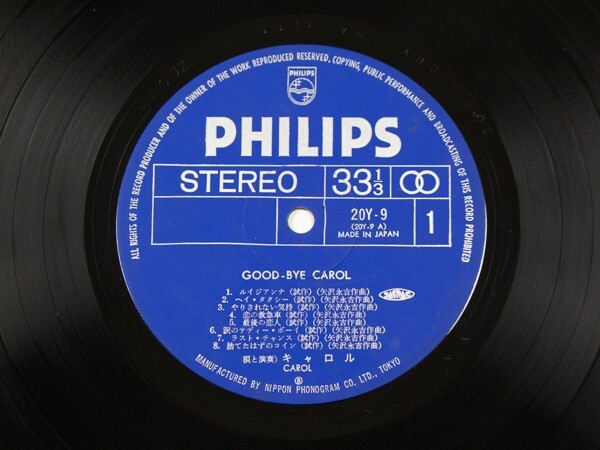 ALL RIGHTS OF THE RECORD PRODUCER AND OF THE OWNER OF THE WORK REPRODUCED RESERVED, COPYING, PUBLIC PERFORMANCE AND BROADCASTING OF THIS RECORD PROHIBITED
PHILIPS
PHILIPS
STEREO 33 1/3
20Y-9
(20Y-9 A)
MADE IN JAPAN
1
GOOD-BYE CAROL
1. ルイジアンナ (試作) (矢沢永吉作曲)
2. ヘイ・タクシー (試作) (矢沢永吉作曲)
3. やりきれない気持 (試作) (矢沢永吉作曲)
4. 恋の救急車 (試作) (矢沢永吉作曲)
5. 最後の恋人 (試作) (矢沢永吉作曲)
6. 涙のテディー・ボーイ (試作) (矢沢永吉作曲)
7. ラスト・チャンス (試作) (矢沢永吉作曲)
8. 捨てたはずのコイン (試作) (矢沢永吉作曲)
唄と演奏) キャロル
CAROL
MANUFACTURED BY NIPPON PHONOGRAM CO. LTD., TOKYO